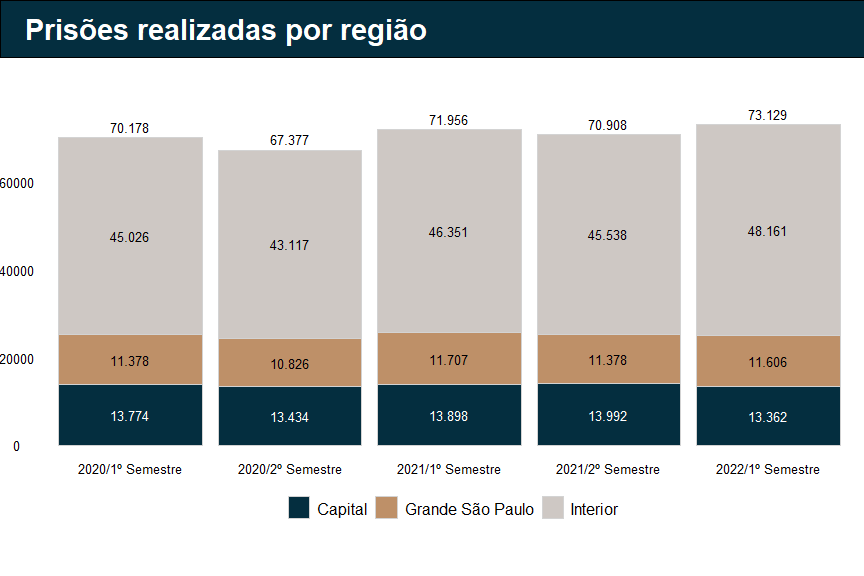 Prisões realizadas por região
70.178 67.377 71.956 70.908 73.129
60000
45.026 43.117 46.351 45.538 48.161
40000
20000
11.378 10.826 11.707 11.378 11.606
13.774 13.434 13.898 13.992 13.362
0
2020/1º Semestre 2020/2º Semestre 2021/1º Semestre 2021/2º Semestre 2022/1º Semestre
Capital Grande São Paulo Interior